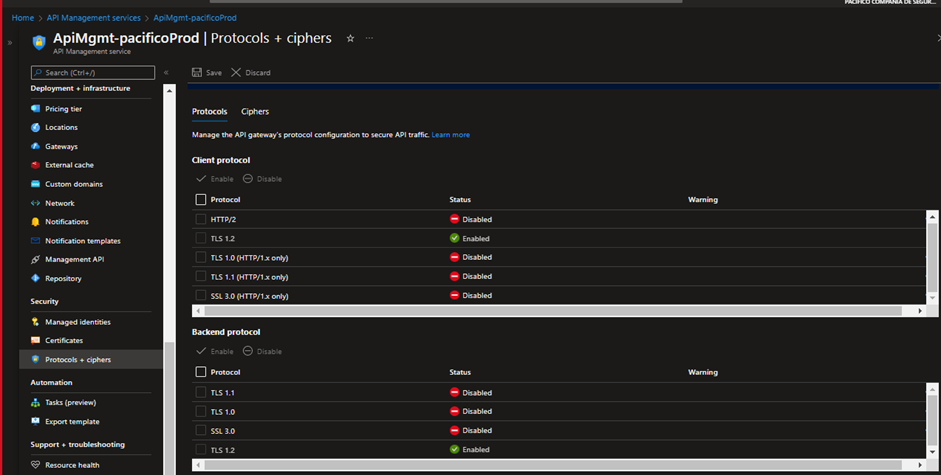 PACIFICO COMPAÑIA DE SEGUR...
Home > API Management services > ApiMgmt-pacificoProd
ApiMgmt-pacificoProd | Protocols + ciphers
API Management service
Search (Ctrl+/)
Save Discard
Deployment + infrastructure
Pricing tier
Locations
Gateways
External cache
Custom domains
Network
Notifications
Notification templates
Management API
Repository
Security
Managed identities
Certificates
Protocols + ciphers
Automation
Tasks (preview)
Export template
Support + troubleshooting
Resource health
Protocols Ciphers
Manage the API gateway's protocol configuration to secure API traffic. Learn more
Client protocol
Enable Disable
Protocol Status Warning
HTTP/2 Disabled
TLS 1.2 Enabled
TLS 1.0 (HTTP/1.x only) Disabled
TLS 1.1 (HTTP/1.x only) Disabled
SSL 3.0 (HTTP/1.x only) Disabled
Backend protocol
Enable Disable
Protocol Status Warning
TLS 1.1 Disabled
TLS 1.0 Disabled
SSL 3.0 Disabled
TLS 1.2 Enabled